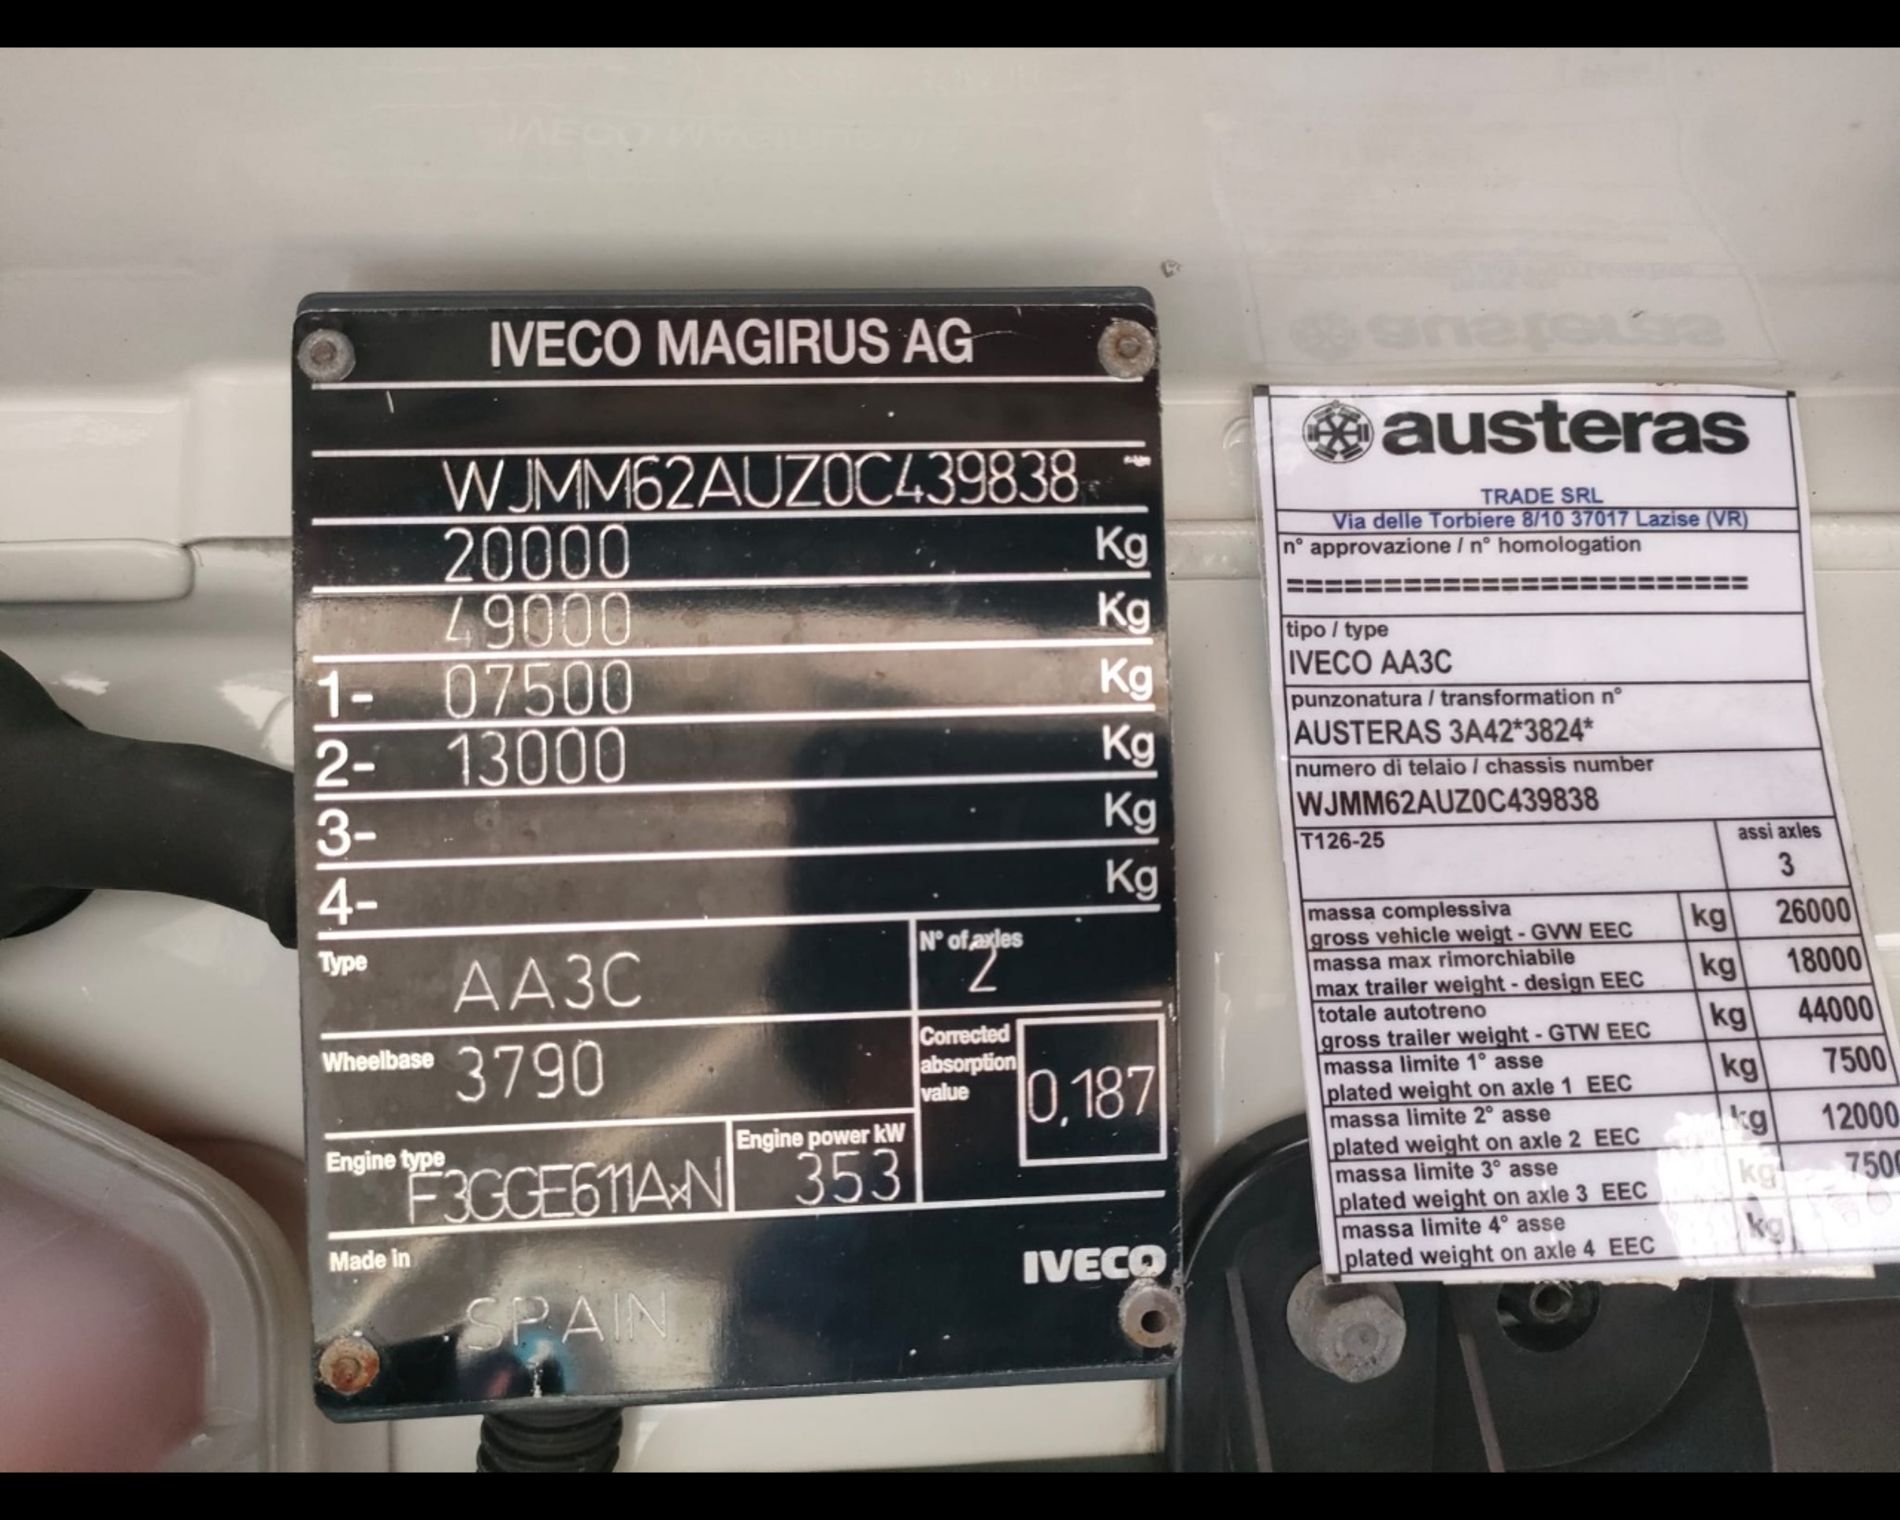 IVECO MAGIRUS AG
WJMM62AUZ0C439838
20000 Kg
49000 Kg
1- 07500 Kg
2- 13000 Kg
3- Kg
4- Kg
Type AA3C N° of axles 2
Wheelbase 3790 Corrected absorption value 0,187
Engine type F3GGE611A*N Engine power kW 353
Made in IVECO
SPAIN
austeras
TRADE SRL
Via delle Torbiere 8/10 37017 Lazise (VR)
n° approvazione / n° homologation
========================
tipo / type
IVECO AA3C
punzonatura / transformation n°
AUSTERAS 3A42*3824*
numero di telaio / chassis number
WJMM62AUZ0C439838
T126-25 assi axles
3
massa complessiva
gross vehicle weigt - GVW EEC kg 26000
massa max rimorchiabile
max trailer weight - design EEC kg 18000
totale autotreno
gross trailer weight - GTW EEC kg 44000
massa limite 1° asse
plated weight on axle 1 EEC kg 7500
massa limite 2° asse
plated weight on axle 2 EEC kg 12000
massa limite 3° asse
plated weight on axle 3 EEC kg 7500
massa limite 4° asse
plated weight on axle 4 EEC kg